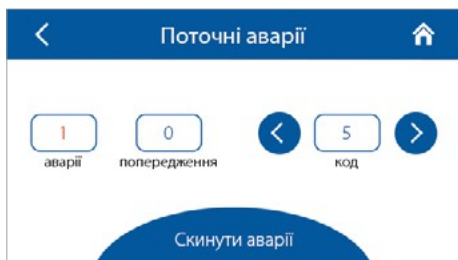 Поточні аварії
1 0 5
аварії попередження код
Скинути аварії